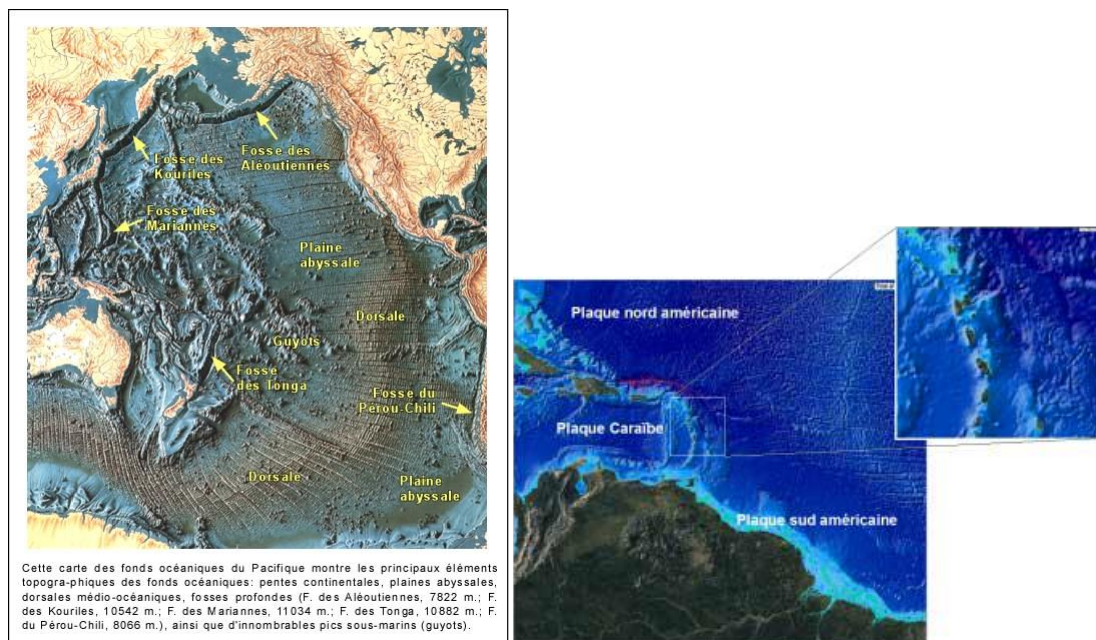 Fosse des
Kouriles
Fosse des
Aléoutiennes
Fosse des
Mariannes
Plaine
abyssale
Dorsale
Guyots
Fosse
des Tonga
Fosse du
Pérou-Chili
Dorsale
Plaine
abyssale
Cette carte des fonds océaniques du Pacifique montre les principaux éléments
topogra-phiques des fonds océaniques: pentes continentales, plaines abyssales,
dorsales médio-océaniques, fosses profondes (F. des Aléoutiennes, 7822 m.; F.
des Kouriles, 10542 m.; F. des Mariannes, 11034 m.; F. des Tonga, 10882 m.; F.
du Pérou-Chili, 8066 m.), ainsi que d'innombrables pics sous-marins (guyots).
Plaque nord américaine
Plaque Caraïbe
Plaque sud américaine